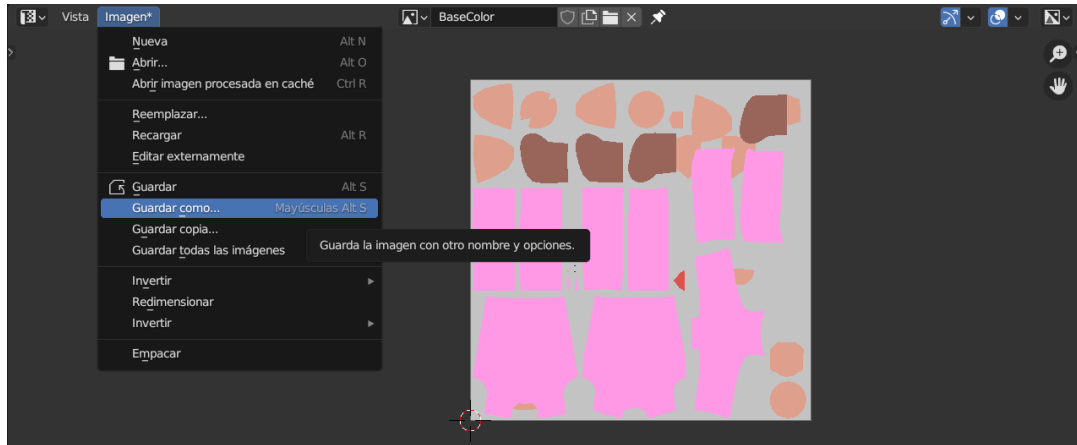 Vista Imagen* BaseColor
Nueva Alt N
Abrir... Alt O
Abrir imagen procesada en caché Ctrl R
Reemplazar...
Recargar Alt R
Editar externamente
Guardar Alt S
Guardar como... Mayúsculas Alt S
Guardar copia...
Guarda la imagen con otro nombre y opciones.
Guardar todas las imágenes
Invertir
Redimensionar
Invertir
Empacar